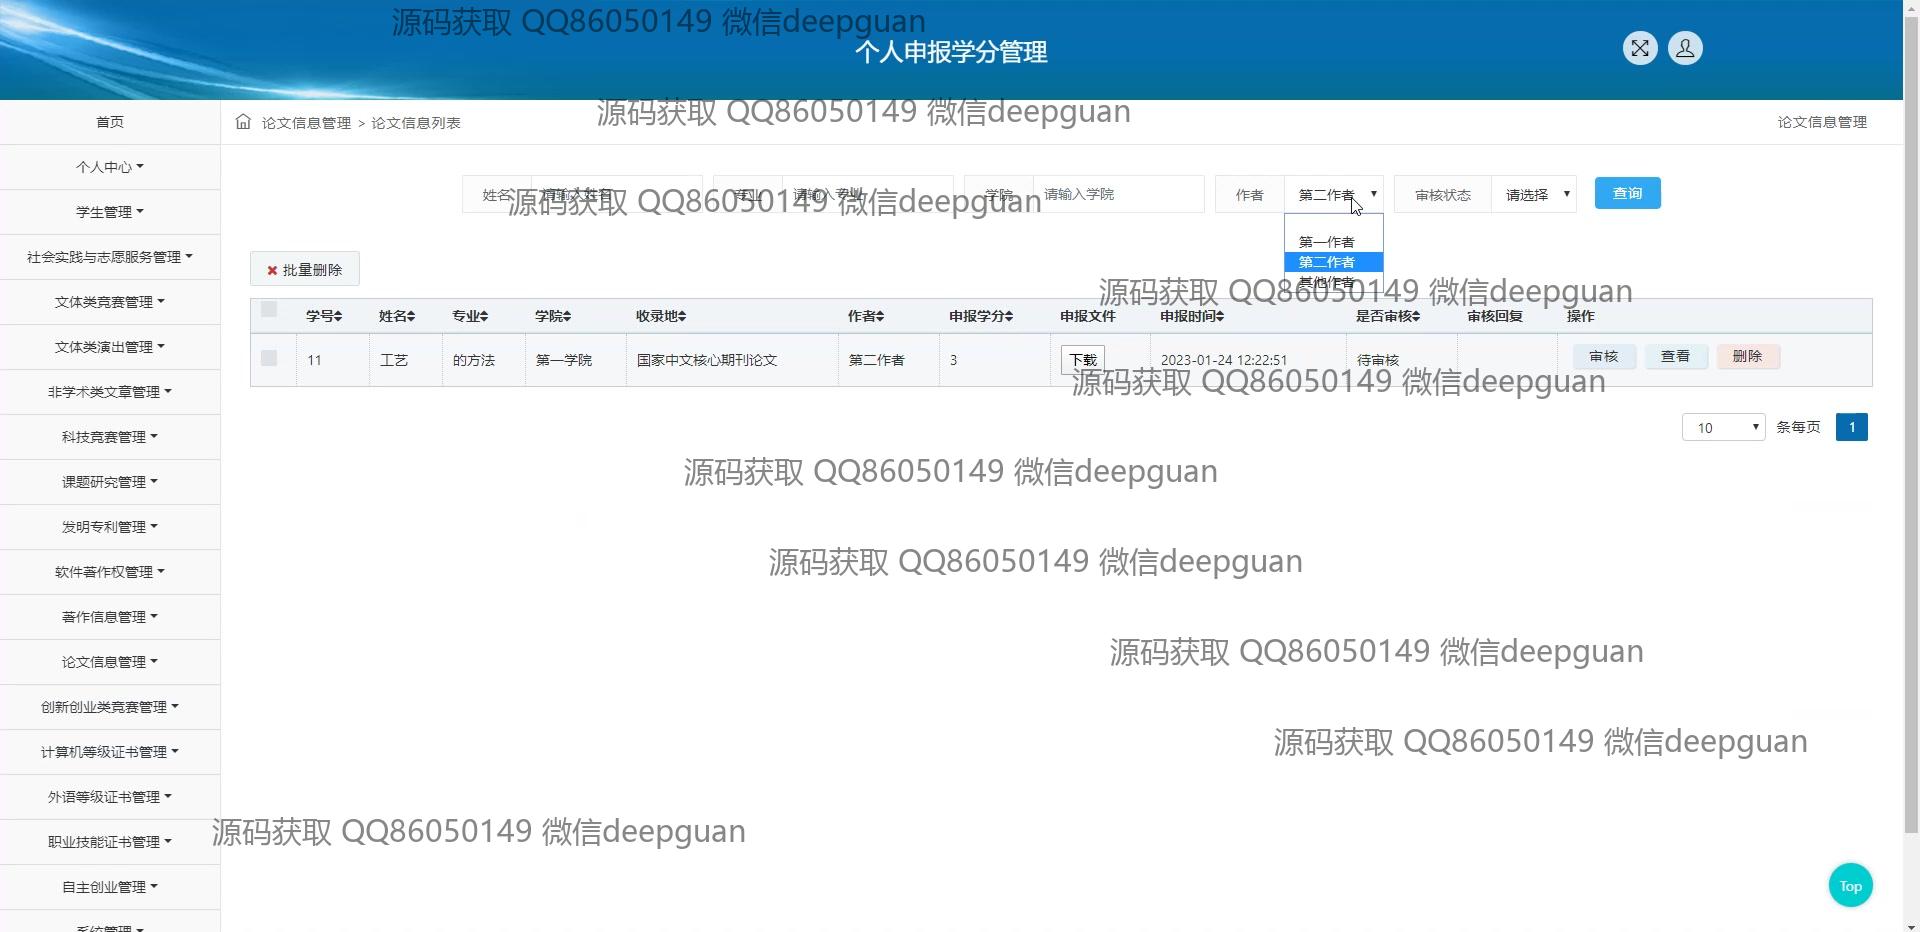 源码获取 QQ86050149 微信deepguan
个人申报学分管理
源码获取 QQ86050149 微信deepguan
首页
个人中心
学生管理
社会实践与志愿服务管理
文体类竞赛管理
文体类演出管理
非学术类文章管理
科技竞赛管理
课题研究管理
发明专利管理
软件著作权管理
著作信息管理
论文信息管理
创新创业类竞赛管理
计算机等级证书管理
外语等级证书管理
职业技能证书管理
自主创业管理
系统管理
论文信息管理 > 论文信息列表
论文信息管理
姓名 请输入姓名 专业 请输入专业 学院 请输入学院 作者 第二作者 审核状态 请选择 查询
源码获取 QQ86050149 微信deepguan
第一作者
第二作者
其他作者
批量删除
源码获取 QQ86050149 微信deepguan
学号 姓名 专业 学院 收录地 作者 申报学分 申报文件 申报时间 是否审核 审核回复 操作
11 工艺 的方法 第一学院 国家中文核心期刊论文 第二作者 3 下载 2023-01-24 12:22:51 待审核 审核 查看 删除
源码获取 QQ86050149 微信deepguan
10 条每页 1
源码获取 QQ86050149 微信deepguan
源码获取 QQ86050149 微信deepguan
源码获取 QQ86050149 微信deepguan
源码获取 QQ86050149 微信deepguan
源码获取 QQ86050149 微信deepguan
Top